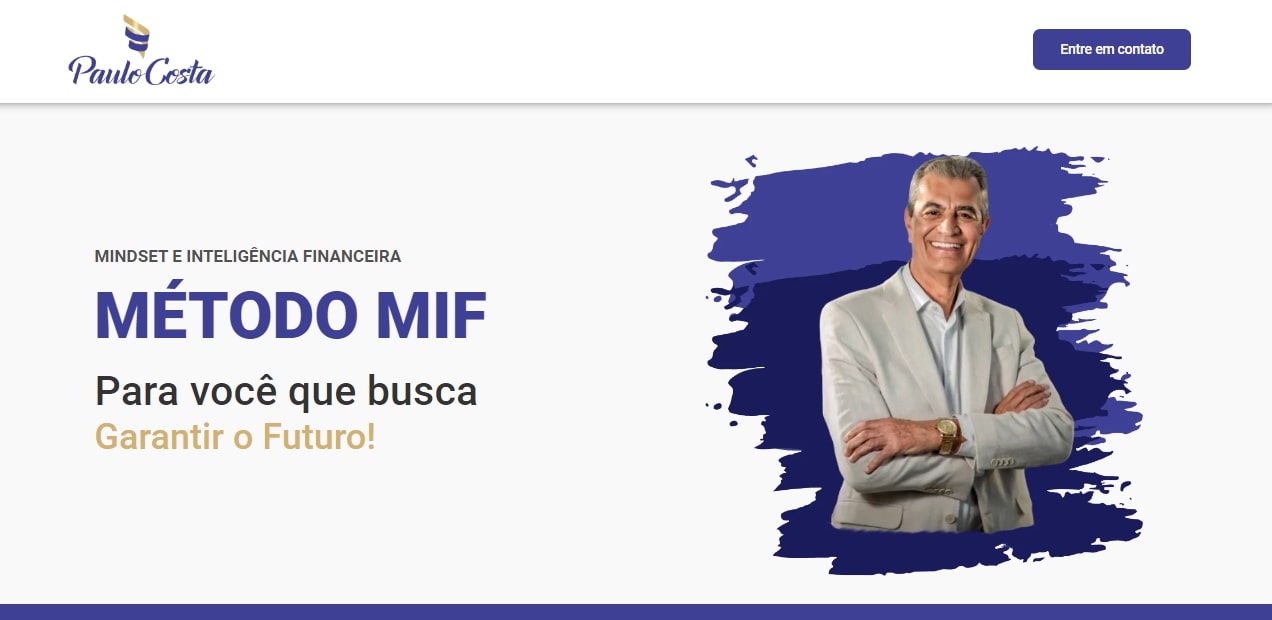 Paulo Costa
Entre em contato
MINDSET E INTELIGÊNCIA FINANCEIRA
MÉTODO MIF
Para você que busca
Garantir o Futuro!